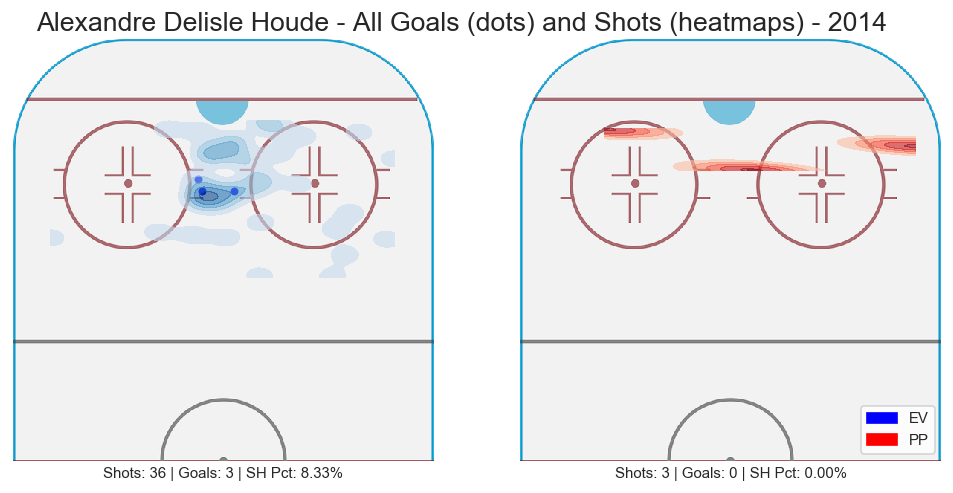 Alexandre Delisle Houde - All Goals (dots) and Shots (heatmaps) - 2014
EV
PP
Shots: 36 | Goals: 3 | SH Pct: 8.33%
Shots: 3 | Goals: 0 | SH Pct: 0.00%